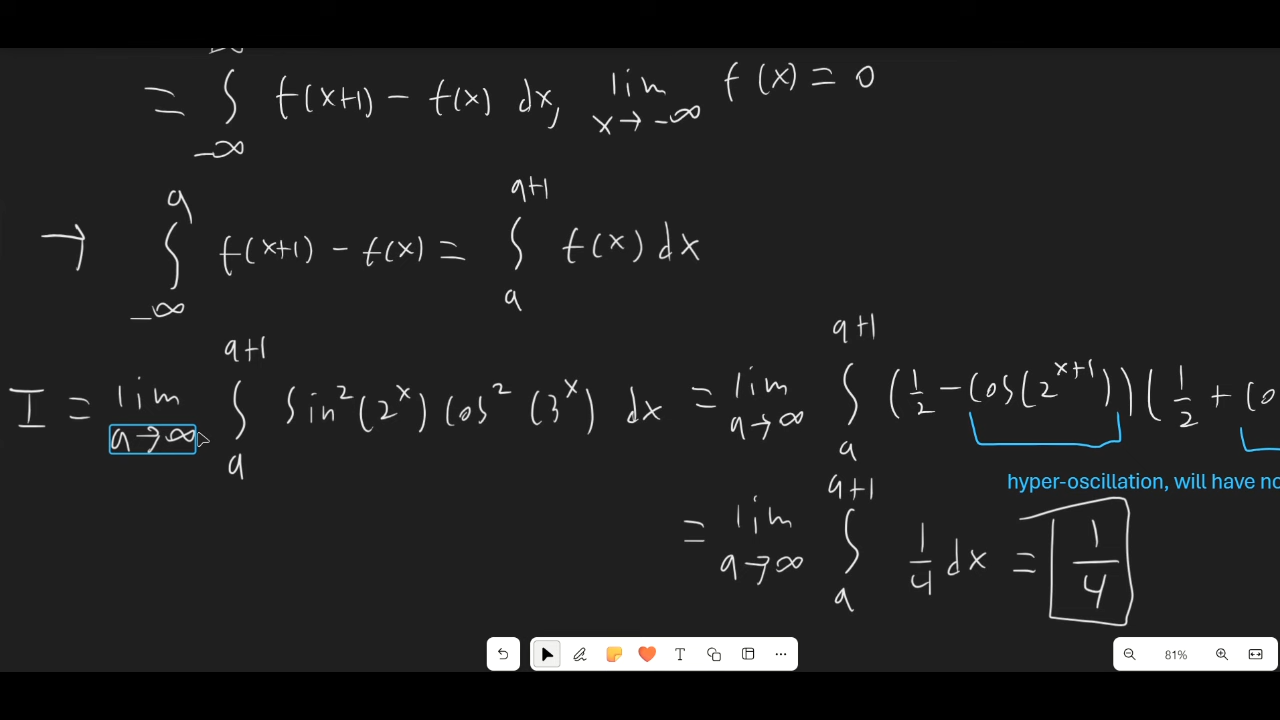 = ∫_{-∞}^{∞} f(x+1) - f(x) dx, lim_{x→-∞} f(x) = 0
→ ∫_{-∞}^{a} f(x+1) - f(x) = ∫_{a}^{a+1} f(x) dx
I = lim_{a→∞} ∫_{a}^{a+1} sin²(2^x) cos²(3^x) dx = lim_{a→∞} ∫_{a}^{a+1} (1/2 - cos(2^{x+1}))(1/2 + co
hyper-oscillation, will have no
= lim_{a→∞} ∫_{a}^{a+1} 1/4 dx = 1/4
T
81%